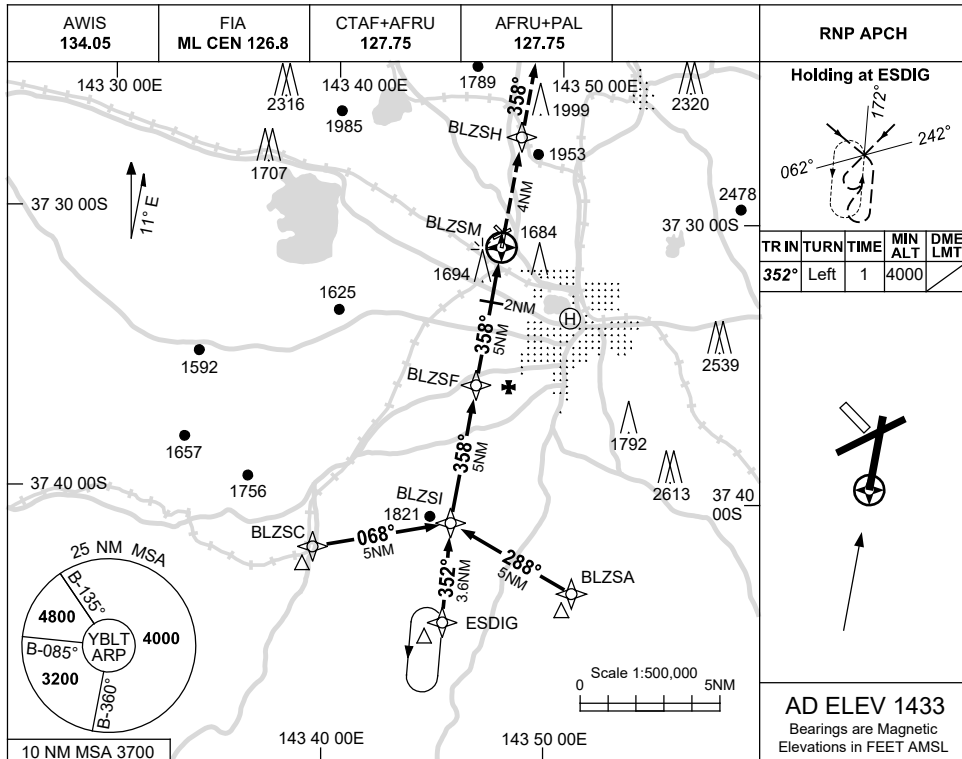 AWIS
134.05
FIA
ML CEN 126.8
CTAF+AFRU
127.75
AFRU+PAL
127.75
RNP APCH
143 30 00E
143 40 00E
143 50 00E
2316
1985
1789
1999
2320
358°
BLZSH
1953
1707
4NM
2478
11° E
37 30 00S
37 30 00S
BLZSM
1684
1694
2NM
1625
358°
5NM
H
1592
2539
BLZSF
1657
1792
358°
5NM
1756
2613
37 40 00S
37 40
00S
BLZSI
1821
BLZSC
068°
5NM
288°
5NM
BLZSA
352°
3.6NM
ESDIG
25 NM MSA
B-135°
4800
4000
YBLT
ARP
B-085°
3200
B-360°
10 NM MSA 3700
Scale 1:500,000
0
5NM
143 40 00E
143 50 00E
Holding at ESDIG
172°
242°
062°
TR IN TURN TIME MIN ALT DME LMT
352° Left 1 4000
AD ELEV 1433
Bearings are Magnetic
Elevations in FEET AMSL